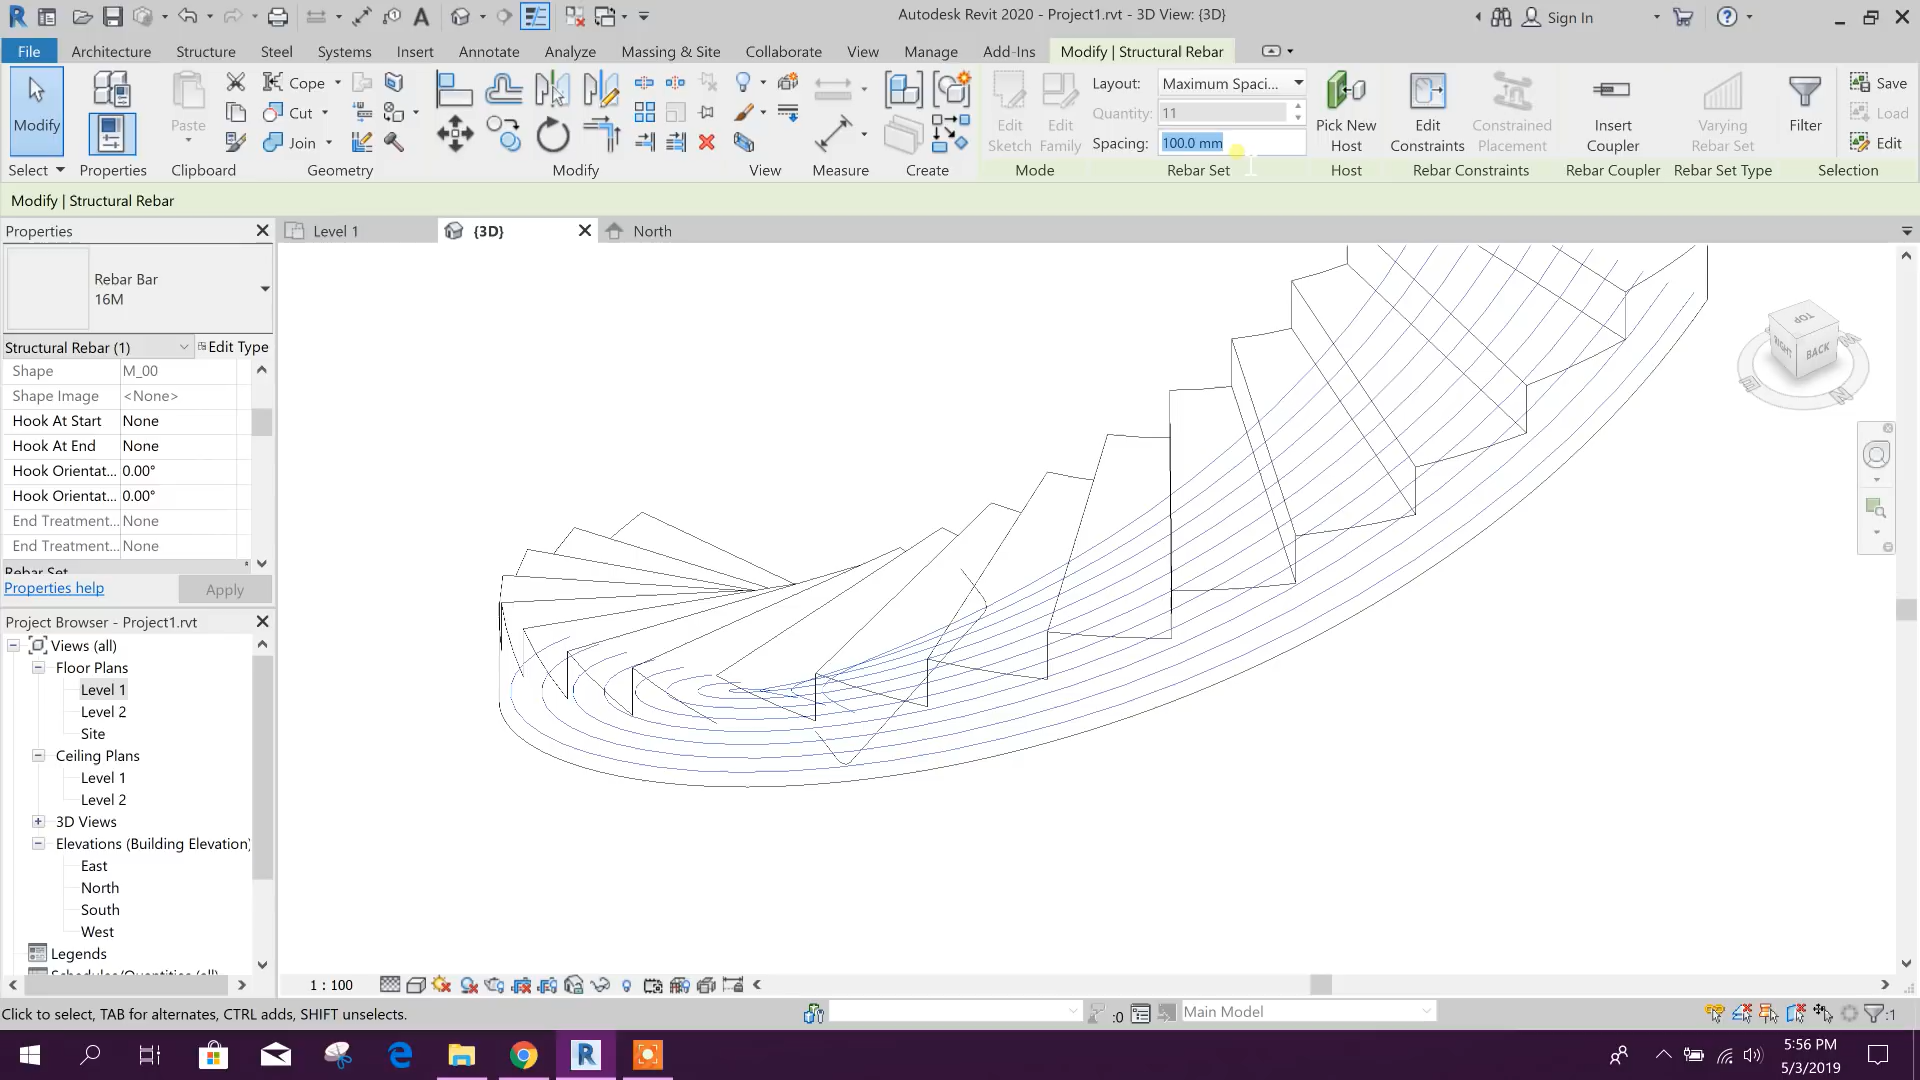 Autodesk Revit 2020 - Project1.rvt - 3D View: {3D}
Sign In
File
Architecture
Structure
Steel
Systems
Insert
Annotate
Analyze
Massing & Site
Collaborate
View
Manage
Add-Ins
Modify | Structural Rebar
Modify
Paste
Cope
Cut
Join
Edit Sketch
Edit Family
Layout:
Maximum Spaci...
Quantity:
11
Spacing:
100.0 mm
Pick New Host
Edit Constraints
Constrained Placement
Insert Coupler
Varying Rebar Set
Filter
Save
Load
Edit
Select
Properties
Clipboard
Geometry
Modify
View
Measure
Create
Mode
Rebar Set
Host
Rebar Constraints
Rebar Coupler
Rebar Set Type
Selection
Modify | Structural Rebar
Properties
Level 1
{3D}
North
Rebar Bar
16M
Structural Rebar (1)
Edit Type
Shape
M_00
Shape Image
<None>
Hook At Start
None
Hook At End
None
Hook Orientat...
0.00°
Hook Orientat...
0.00°
End Treatment...
None
End Treatment...
None
Rebar Set
Properties help
Apply
Project Browser - Project1.rvt
Views (all)
Floor Plans
Level 1
Level 2
Site
Ceiling Plans
Level 1
Level 2
3D Views
Elevations (Building Elevation)
East
North
South
West
Legends
Schedules/Quantities (all)
TOP
RIGHT
BACK
N
1 : 100
Click to select, TAB for alternates, CTRL adds, SHIFT unselects.
:0
Main Model
:1
5:56 PM
5/3/2019